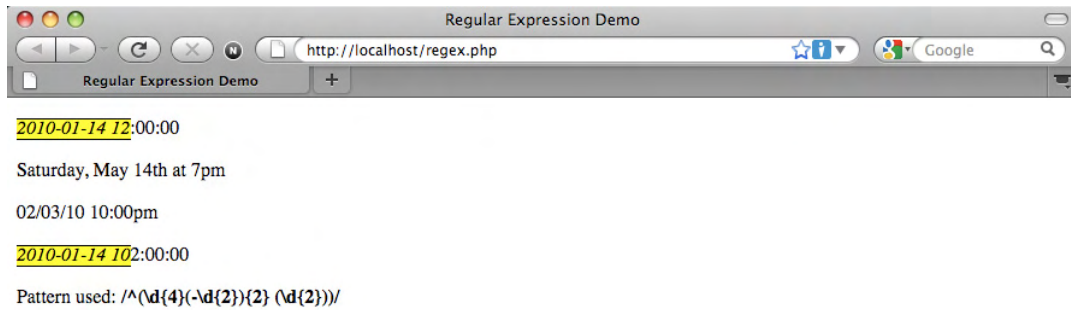 Regular Expression Demo
http://localhost/regex.php
Google
Regular Expression Demo
2010-01-14 12:00:00
Saturday, May 14th at 7pm
02/03/10 10:00pm
2010-01-14 102:00:00
Pattern used: /^(\d{4}(-\d{2}){2} (\d{2}))/